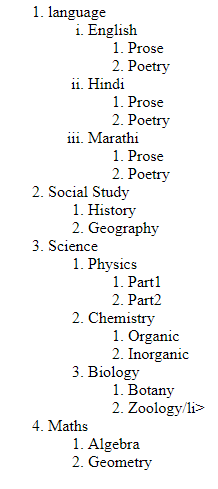 1. language
i. English
1. Prose
2. Poetry
ii. Hindi
1. Prose
2. Poetry
iii. Marathi
1. Prose
2. Poetry
2. Social Study
1. History
2. Geography
3. Science
1. Physics
1. Part1
2. Part2
2. Chemistry
1. Organic
2. Inorganic
3. Biology
1. Botany
2. Zoology/li>
4. Maths
1. Algebra
2. Geometry